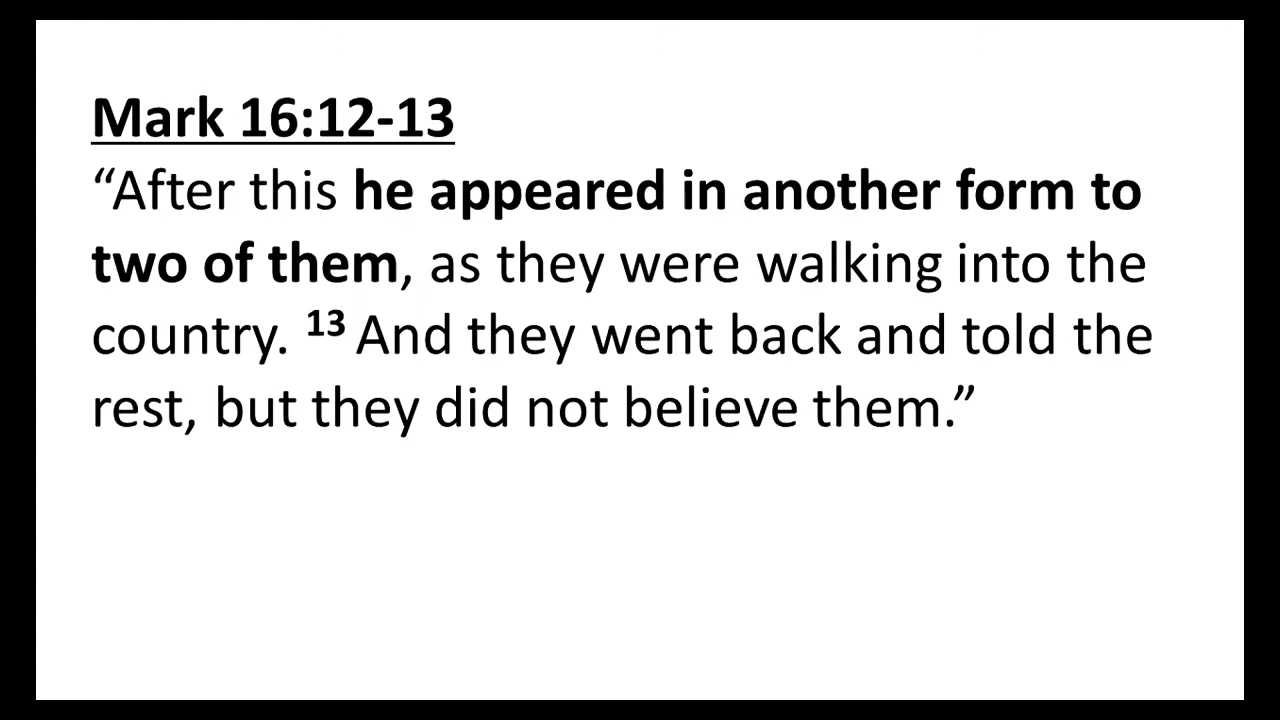 Mark 16:12-13
“After this he appeared in another form to
two of them, as they were walking into the
country. 13 And they went back and told the
rest, but they did not believe them.”